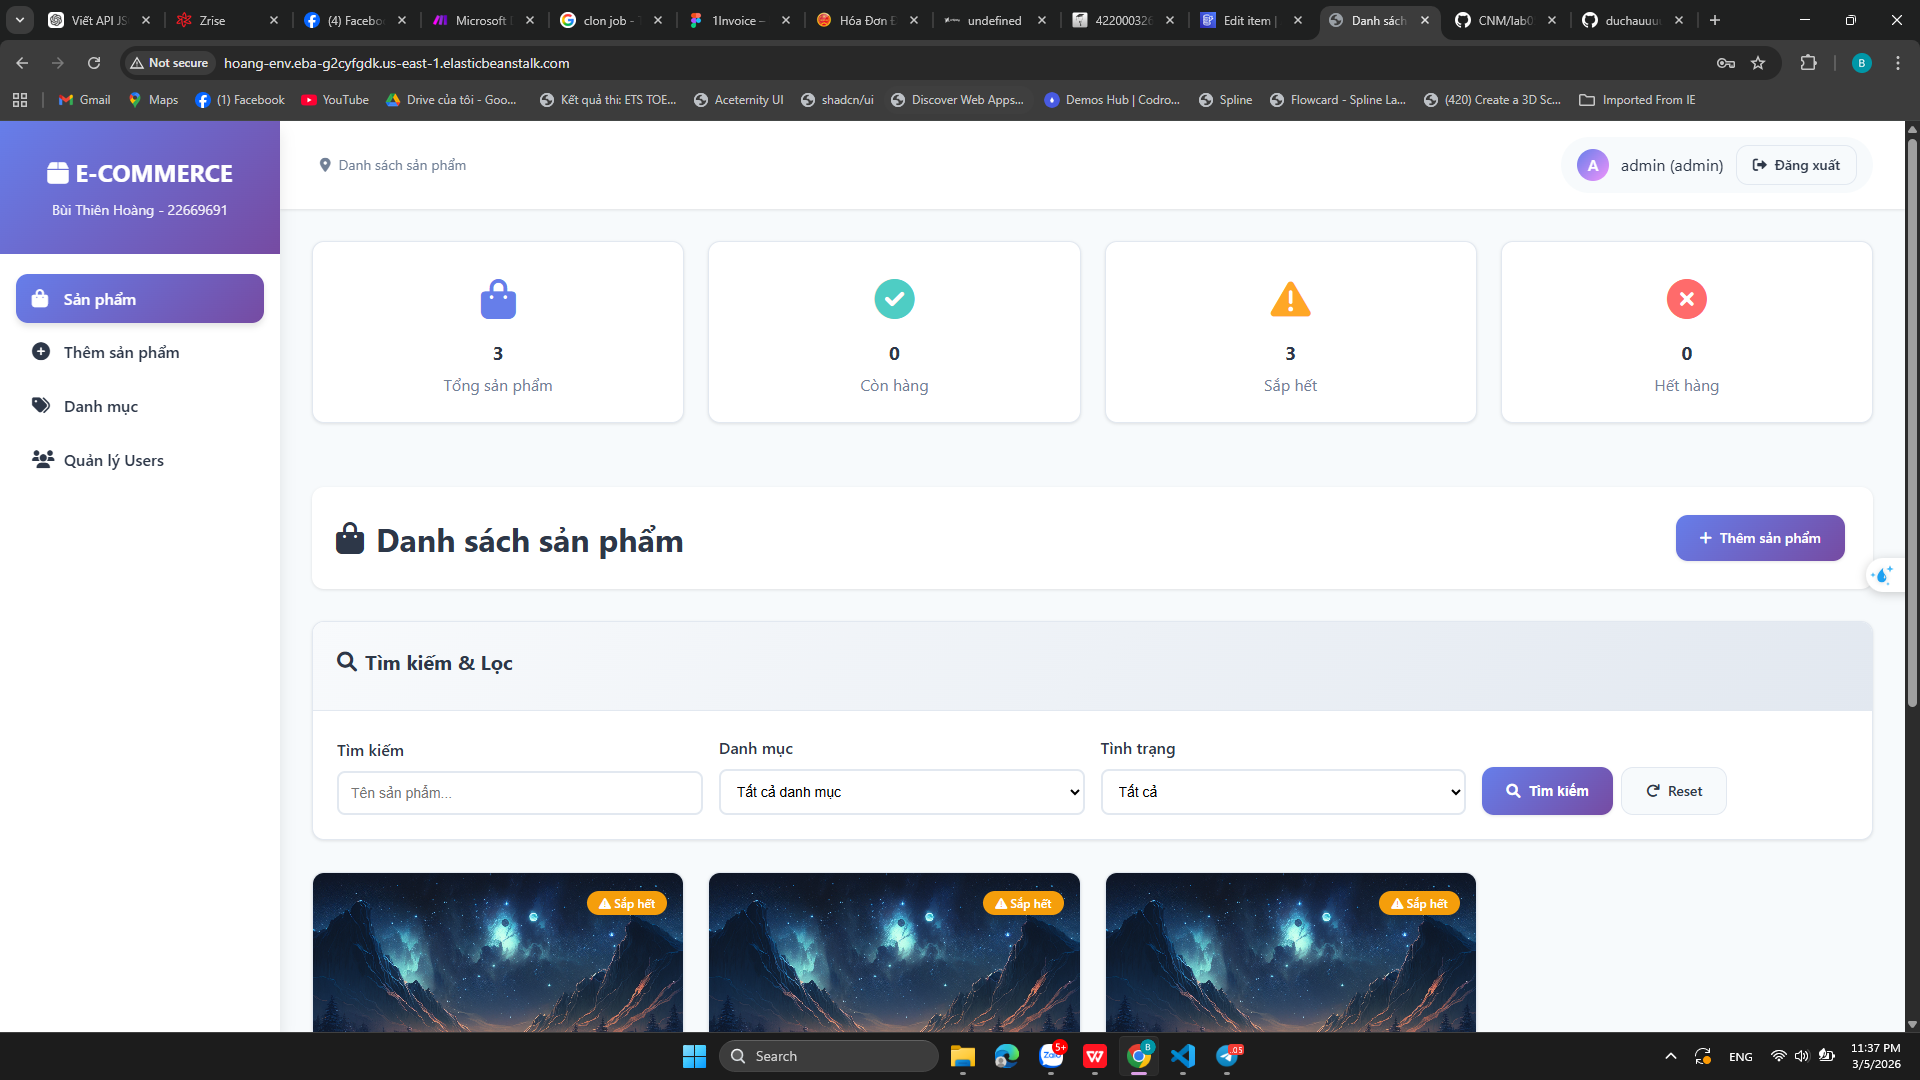 Viết API JS
Zrise
(4) Facebo
Microsoft
clon job - 
1Invoice –
Hóa Đơn
undefined
42200032
Edit item |
Danh sách
CNM/lab0
duchauuu
Not secure
hoang-env.eba-g2cyfgdk.us-east-1.elasticbeanstalk.com
B
Gmail
Maps
(1) Facebook
YouTube
Drive của tôi - Goo...
Kết quả thi: ETS TOE...
Aceternity UI
shadcn/ui
Discover Web Apps...
Demos Hub | Codro...
Spline
Flowcard - Spline La...
(420) Create a 3D Sc...
Imported From IE
E-COMMERCE
Bùi Thiên Hoàng - 22669691
Sản phẩm
Thêm sản phẩm
Danh mục
Quản lý Users
Danh sách sản phẩm
A
admin (admin)
Đăng xuất
3
Tổng sản phẩm
0
Còn hàng
3
Sắp hết
0
Hết hàng
Danh sách sản phẩm
Thêm sản phẩm
Tìm kiếm & Lọc
Tìm kiếm
Danh mục
Tình trạng
Tên sản phẩm...
Tất cả danh mục
Tất cả
Tìm kiếm
Reset
Sắp hết
Sắp hết
Sắp hết
Search
Zalo
5+
B
ENG
11:37 PM
3/5/2026